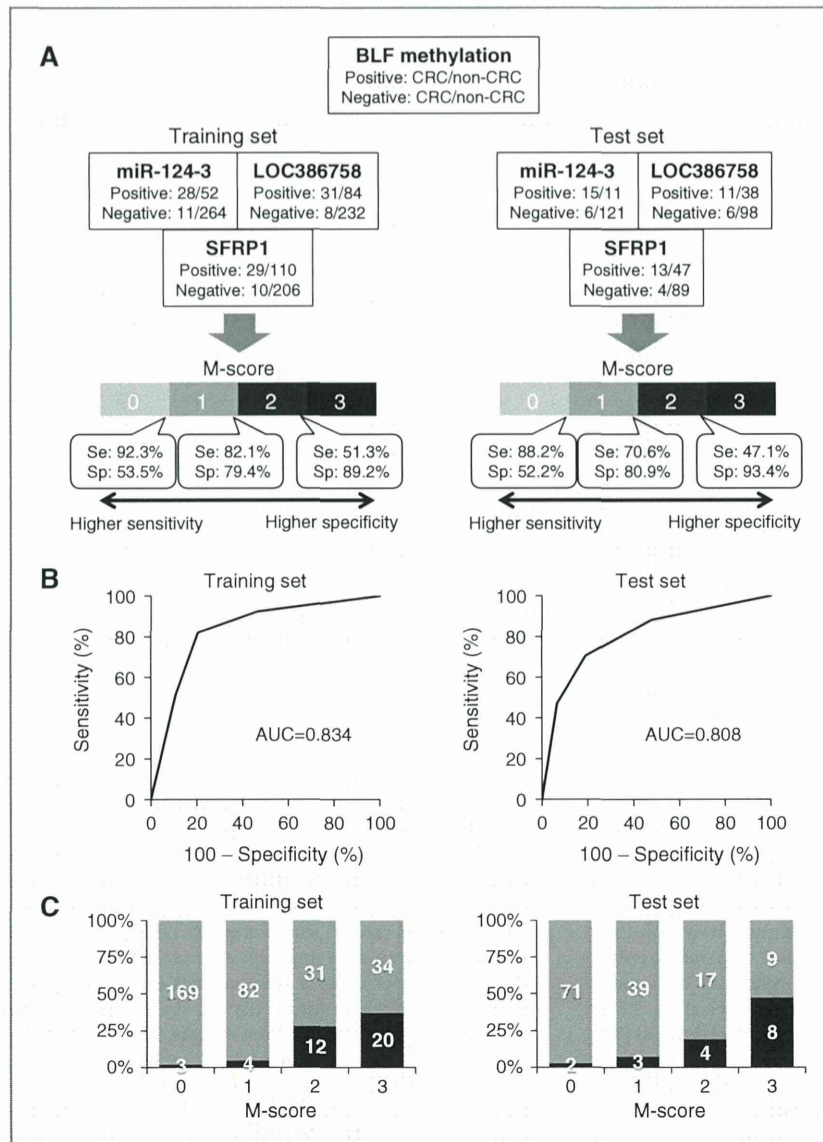 A
BLF methylation
Positive: CRC/non-CRC
Negative: CRC/non-CRC
Training set
miR-124-3
Positive: 28/52
Negative: 11/264
LOC386758
Positive: 31/84
Negative: 8/232
SFRP1
Positive: 29/110
Negative: 10/206
M-score
0 1 2 3
Se: 92.3%
Sp: 53.5%
Se: 82.1%
Sp: 79.4%
Se: 51.3%
Sp: 89.2%
Higher sensitivity
Higher specificity
Test set
miR-124-3
Positive: 15/11
Negative: 6/121
LOC386758
Positive: 11/38
Negative: 6/98
SFRP1
Positive: 13/47
Negative: 4/89
M-score
0 1 2 3
Se: 88.2%
Sp: 52.2%
Se: 70.6%
Sp: 80.9%
Se: 47.1%
Sp: 93.4%
Higher sensitivity
Higher specificity
B
Training set
Sensitivity (%)
100
80
60
40
20
0
AUC=0.834
0 20 40 60 80 100
100 – Specificity (%)
Test set
Sensitivity (%)
100
80
60
40
20
0
AUC=0.808
0 20 40 60 80 100
100 – Specificity (%)
C
Training set
100%
75%
50%
25%
0%
169 82 31 34
3 4 12 20
0 1 2 3
M-score
Test set
100%
75%
50%
25%
0%
71 39 17 9
2 3 4 8
0 1 2 3
M-score